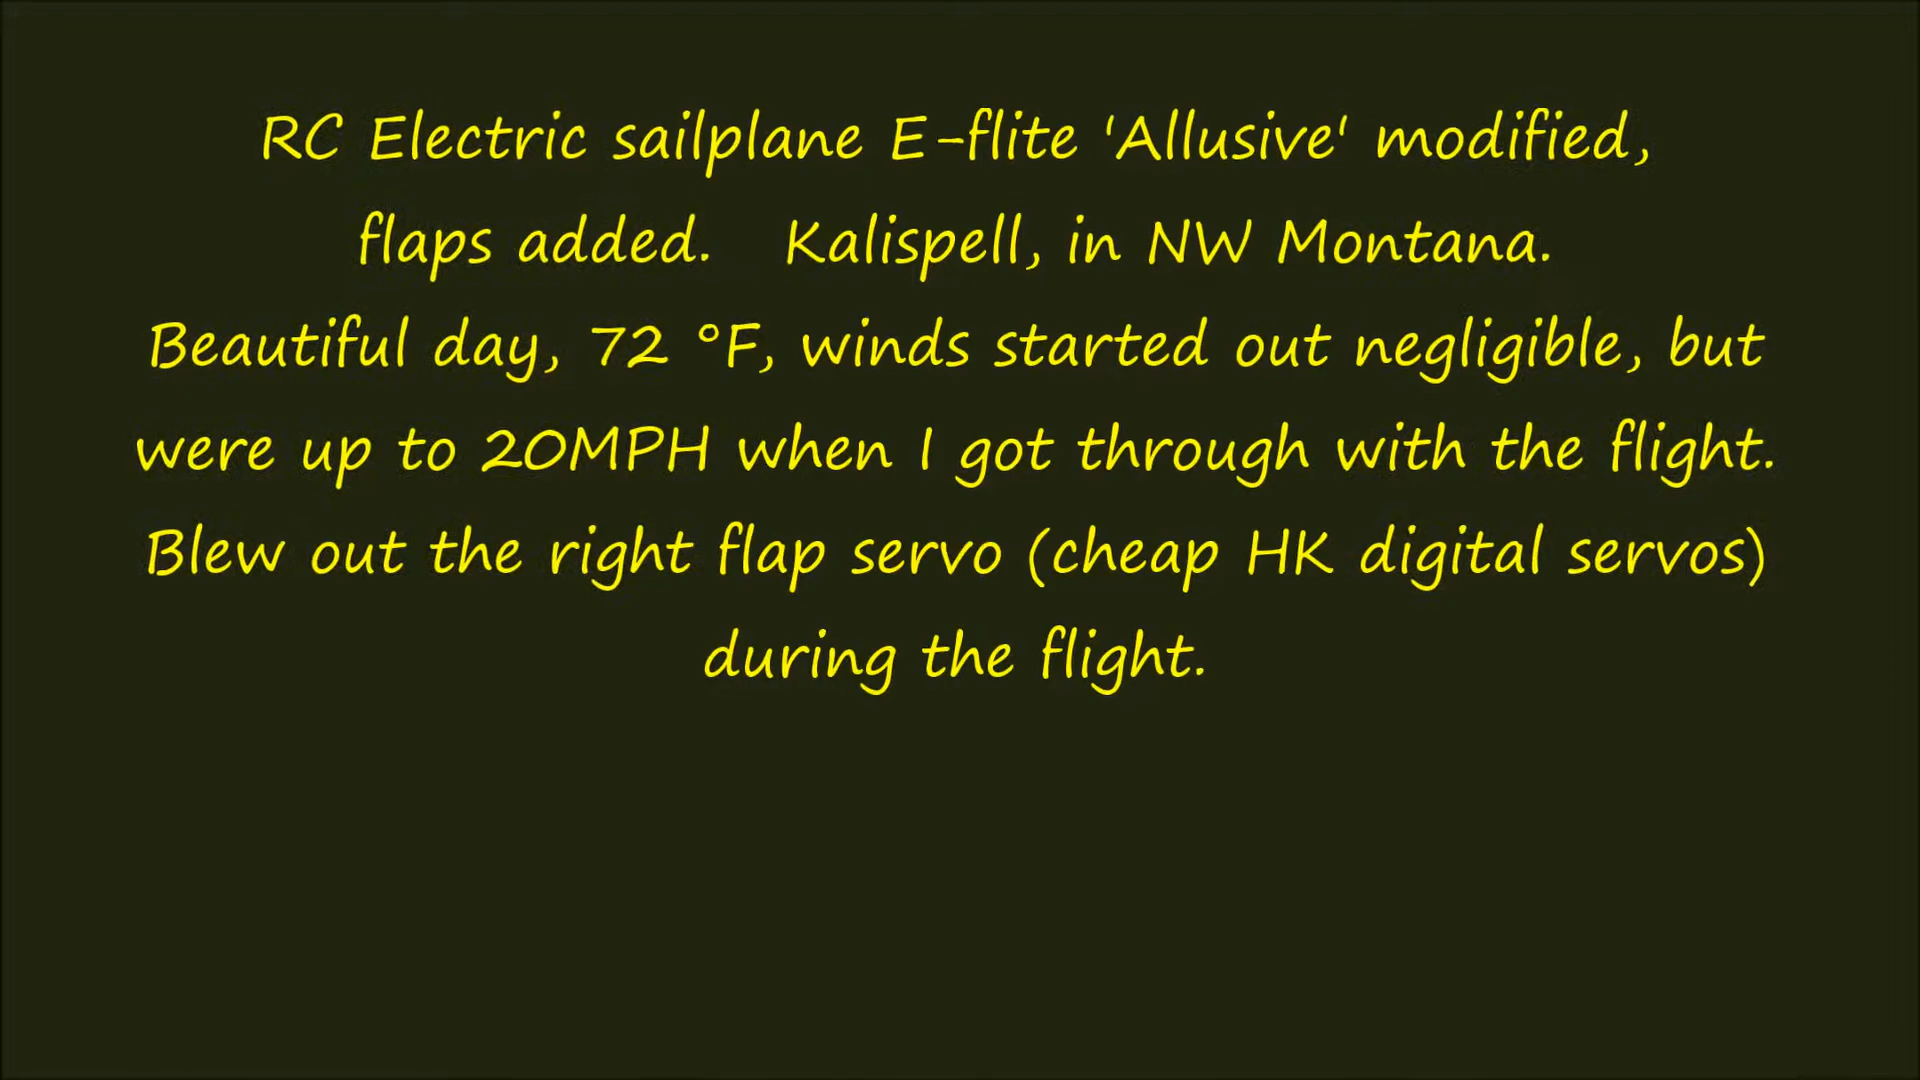 RC Electric sailplane E-flite 'Allusive' modified,
flaps added. Kalispell, in NW Montana.
Beautiful day, 72 °F, winds started out negligible, but
were up to 20MPH when I got through with the flight.
Blew out the right flap servo (cheap HK digital servos)
during the flight.